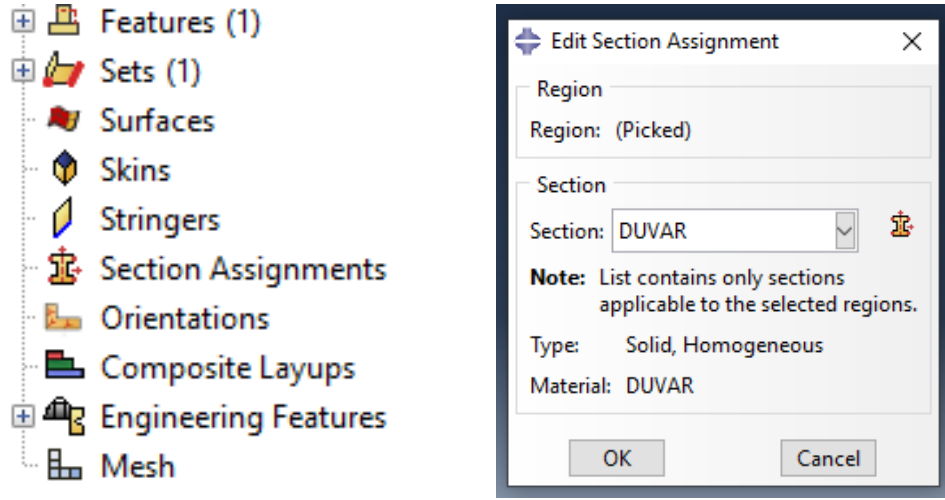 Features (1)
Sets (1)
Surfaces
Skins
Stringers
Section Assignments
Orientations
Composite Layups
Engineering Features
Mesh
Edit Section Assignment
Region
Region: (Picked)
Section
Section: DUVAR
Note: List contains only sections
applicable to the selected regions.
Type: Solid, Homogeneous
Material: DUVAR
OK Cancel